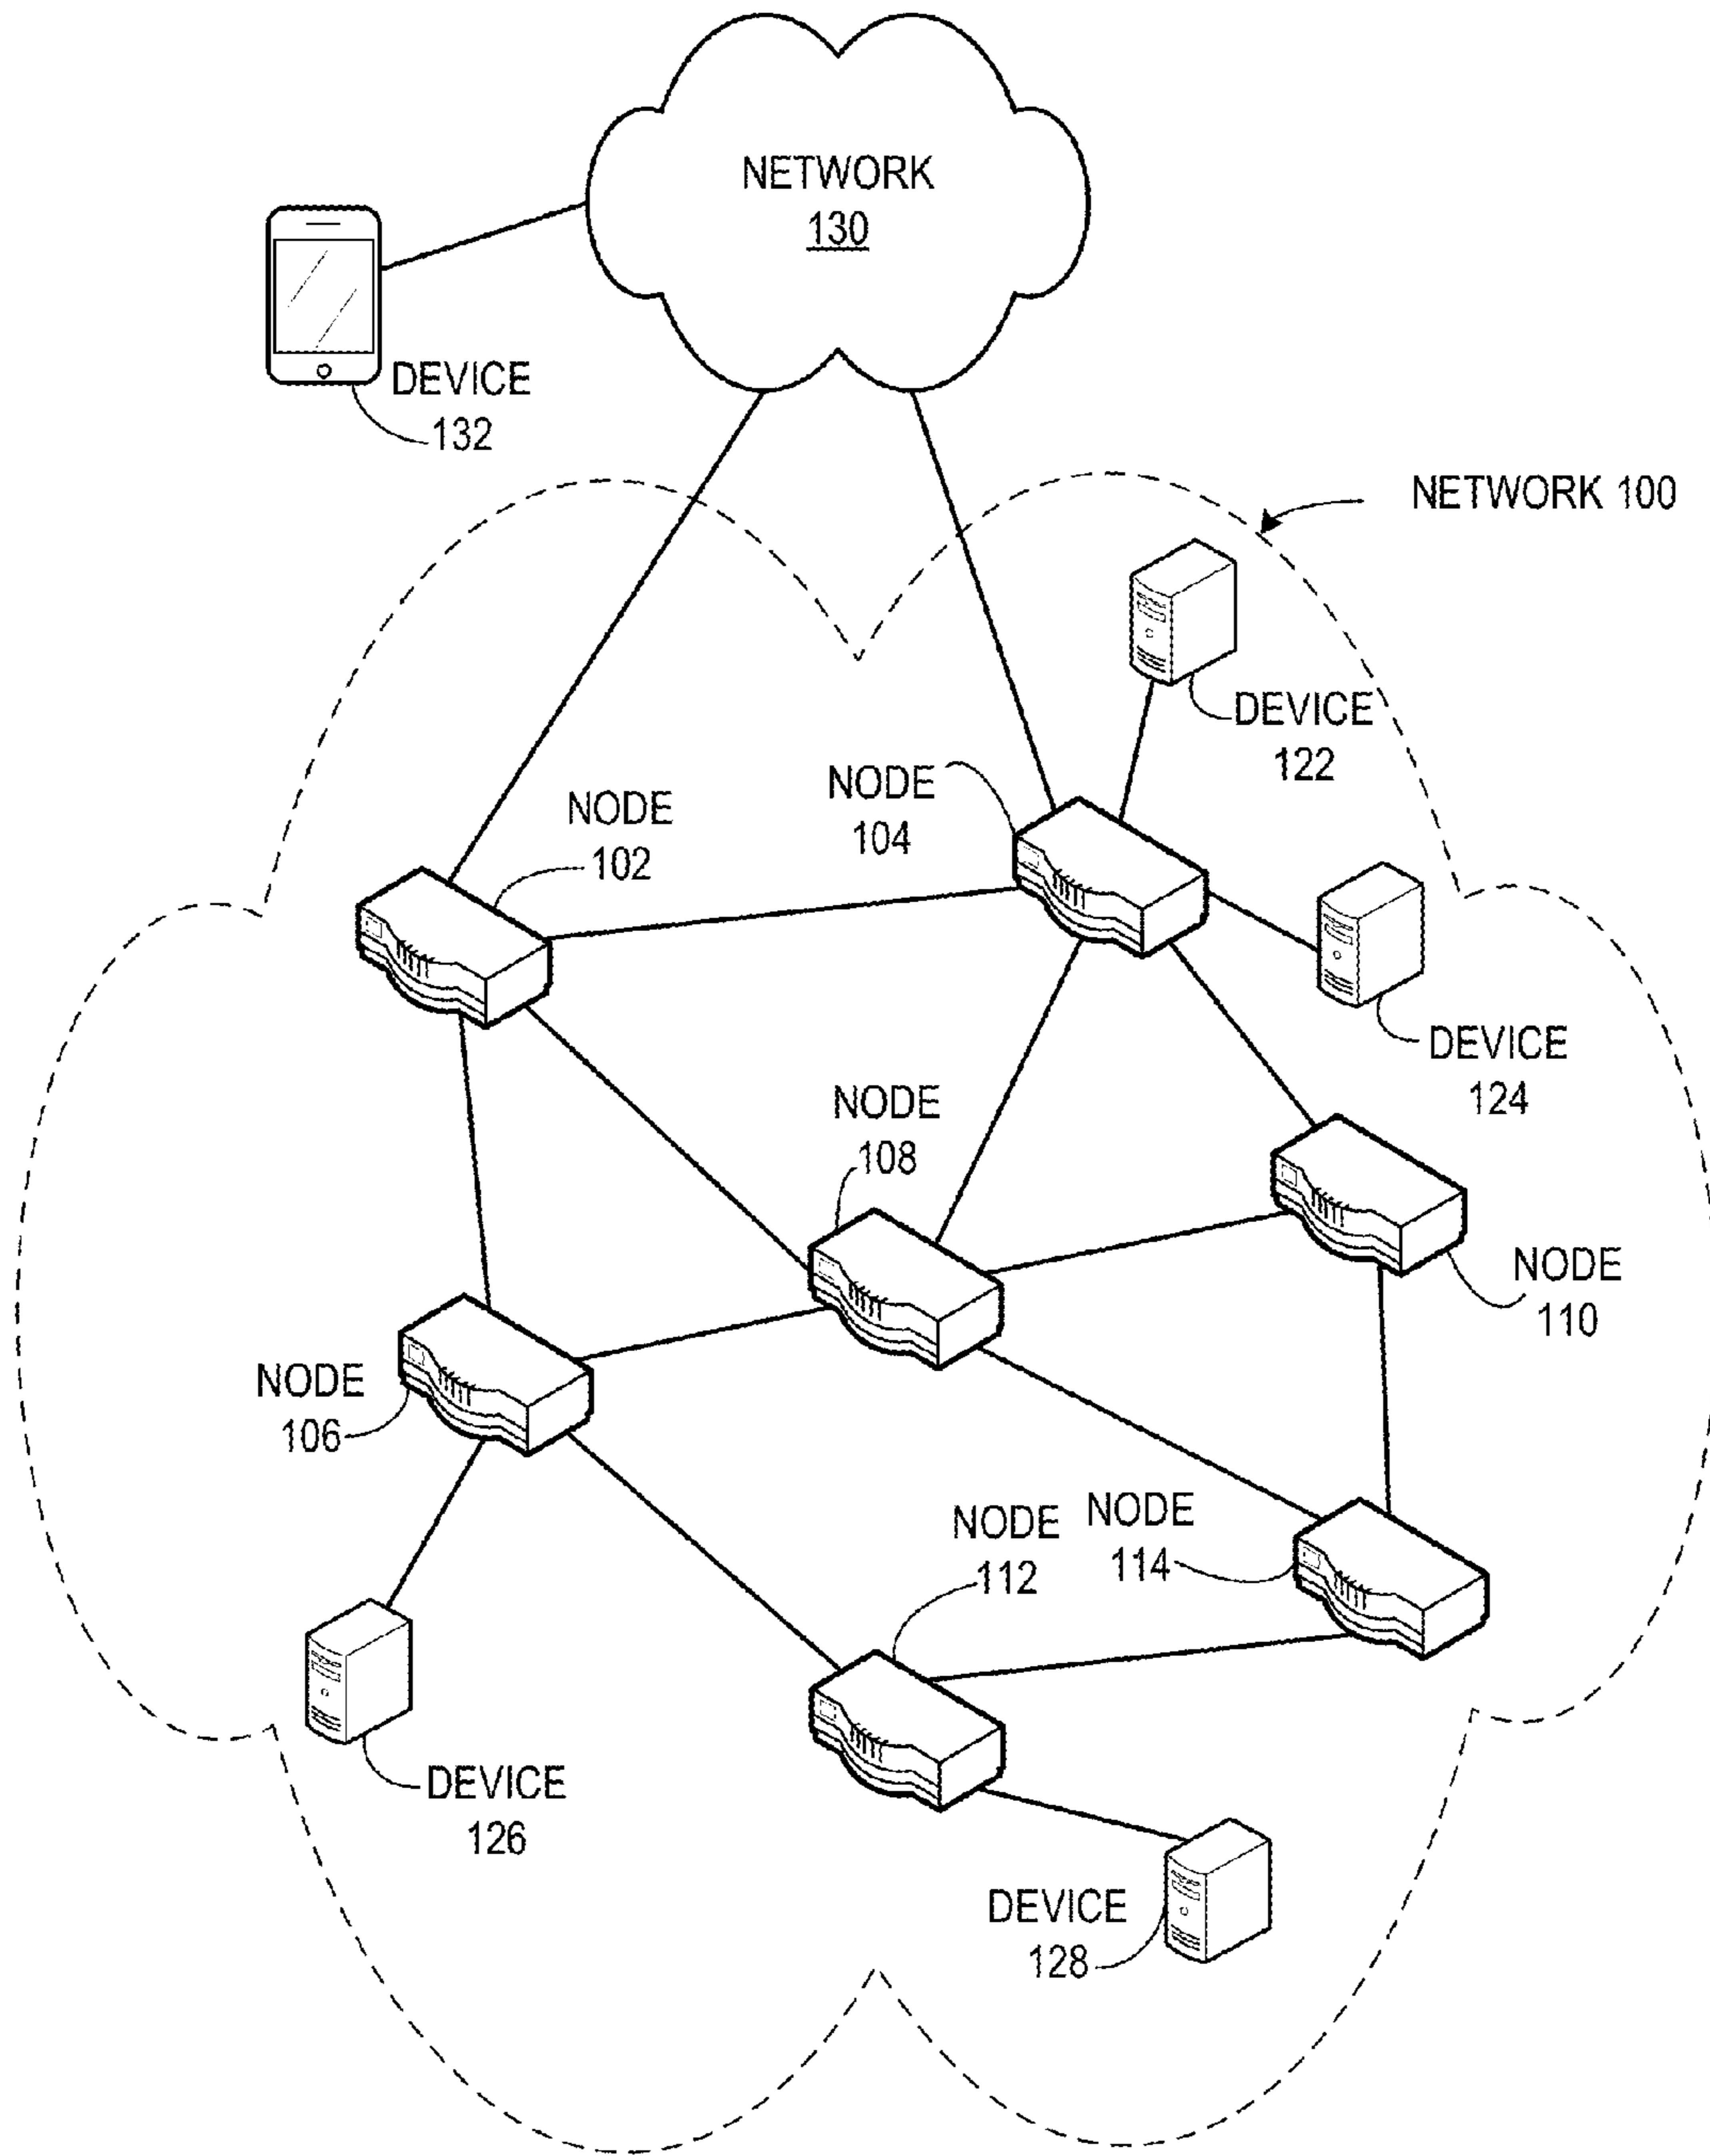 NETWORK
130
DEVICE
132
NETWORK 100
DEVICE
122
NODE
104
NODE
102
DEVICE
124
NODE
108
NODE
110
NODE
106
NODE
112
NODE
114
DEVICE
126
DEVICE
128